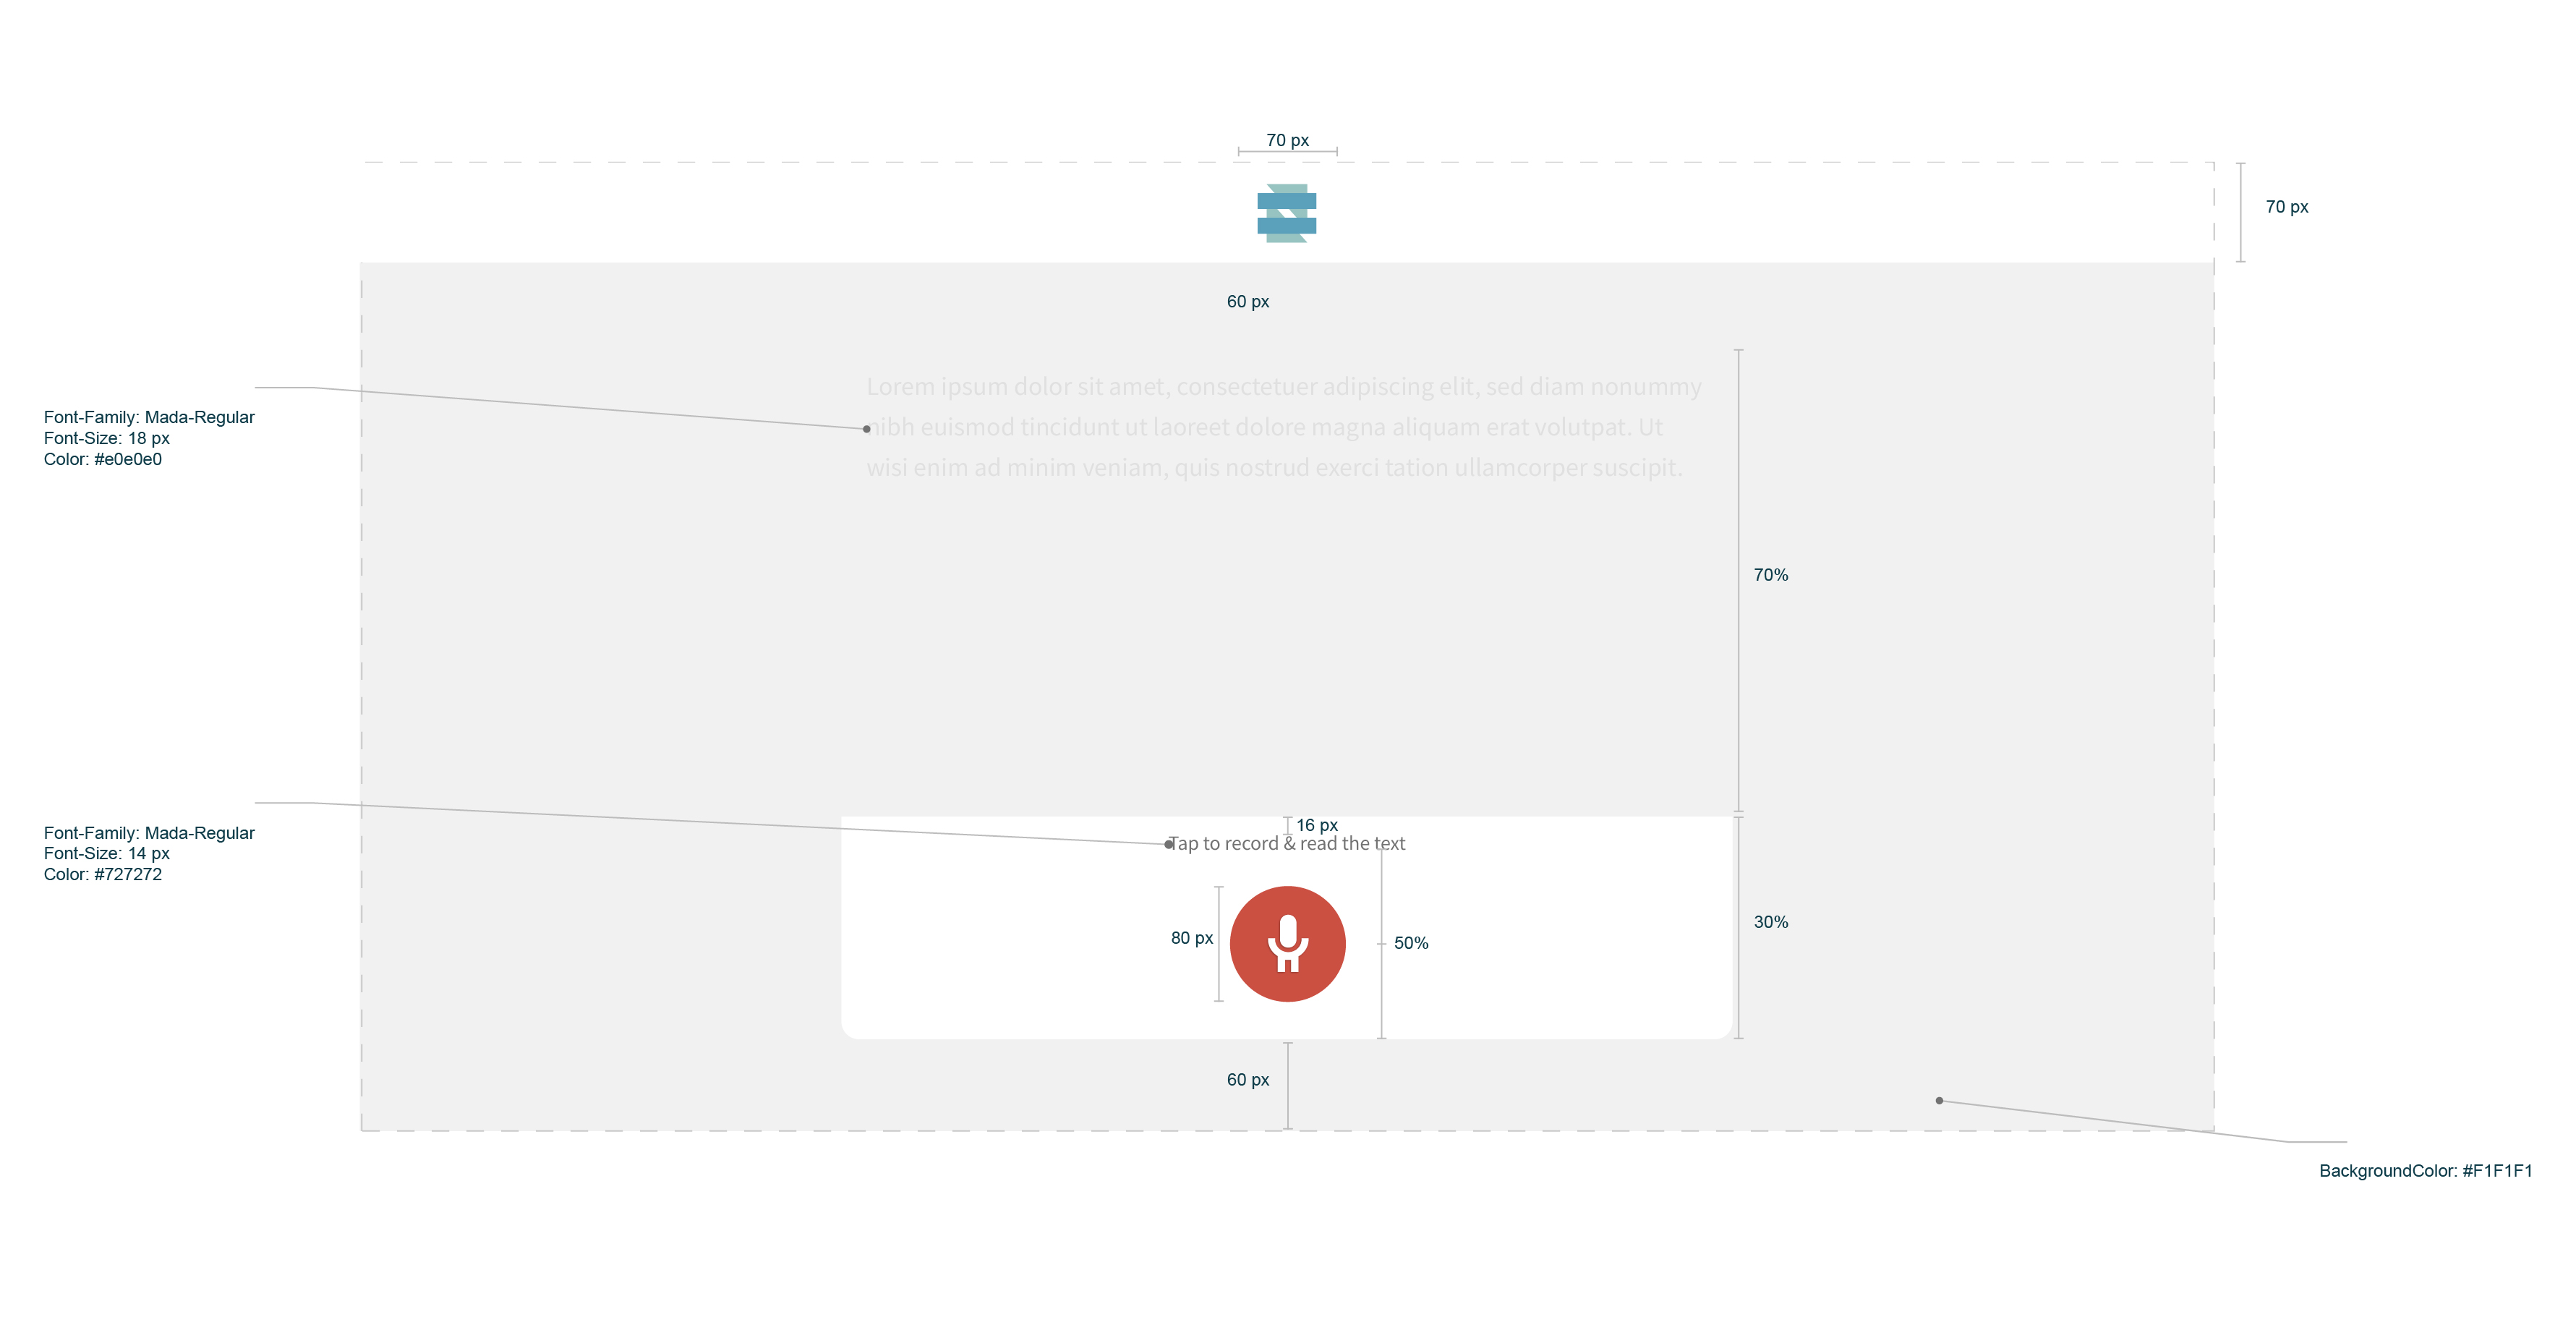 70 px
70 px
60 px
Lorem ipsum dolor sit amet, consectetuer adipiscing elit, sed diam nonummy
nibh euismod tincidunt ut laoreet dolore magna aliquam erat volutpat. Ut
wisi enim ad minim veniam, quis nostrud exerci tation ullamcorper suscipit.
Font-Family: Mada-Regular
Font-Size: 18 px
Color: #e0e0e0
70%
16 px
Tap to record & read the text
Font-Family: Mada-Regular
Font-Size: 14 px
Color: #727272
80 px
50%
30%
60 px
BackgroundColor: #F1F1F1